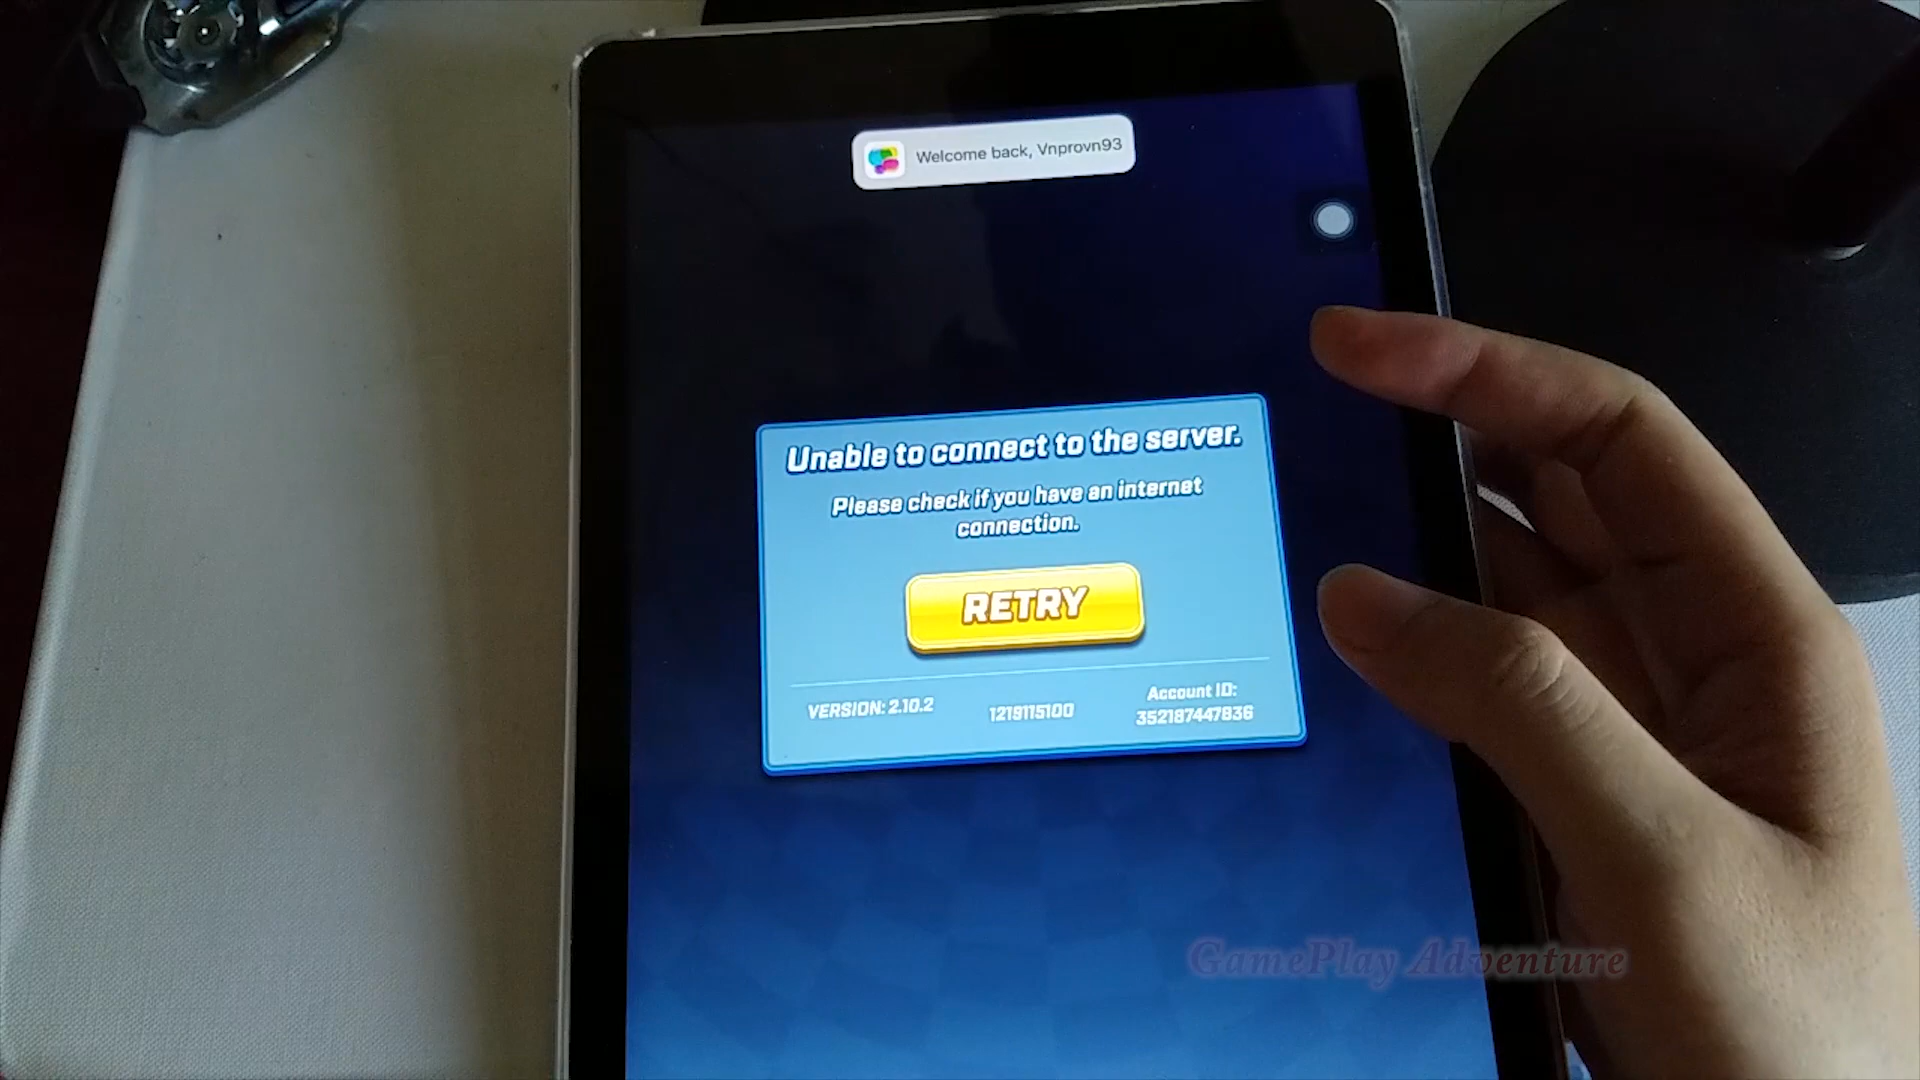 Welcome back, Vnprovn93
Unable to connect to the server.
Please check if you have an internet
connection.
RETRY
VERSION: 2.10.2
1219115100
Account ID:
352187447836
GamePlay Adventure